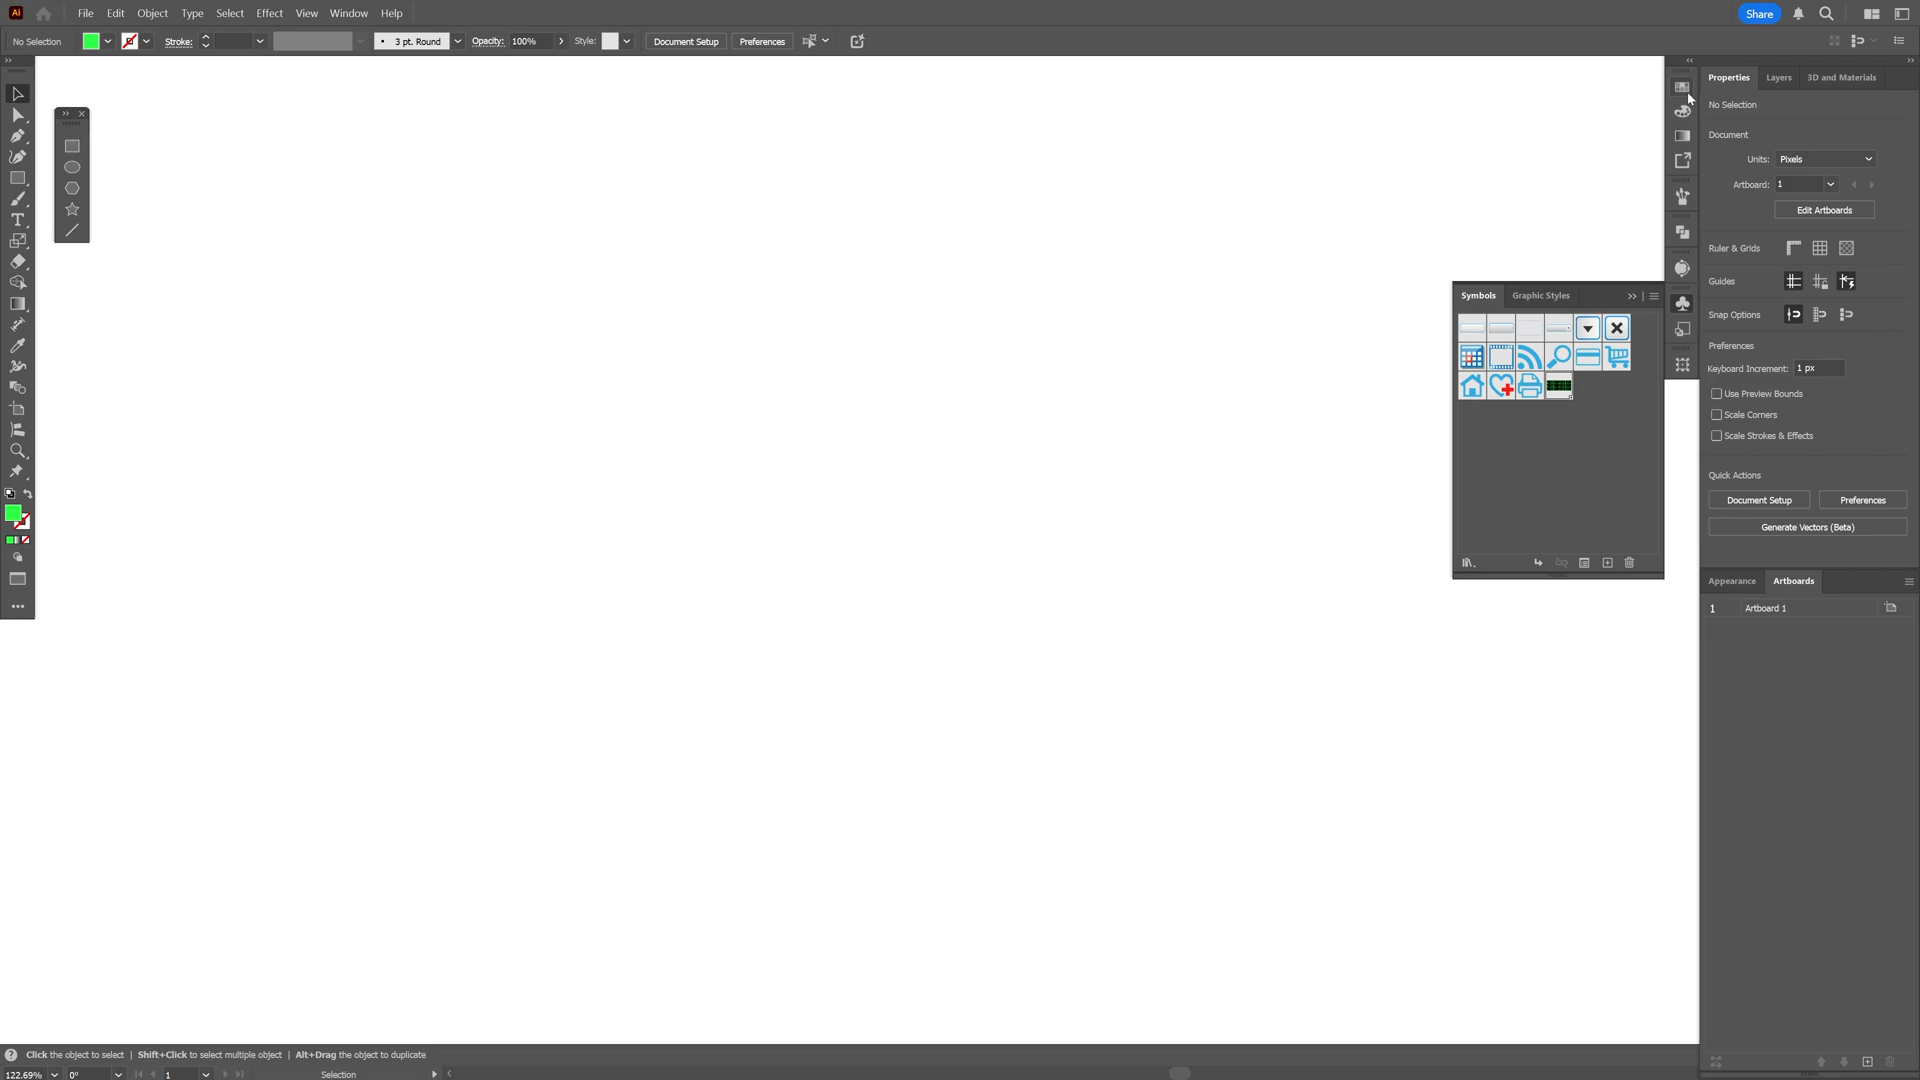 Ai File Edit Object Type Select Effect View Window Help Share
No Selection Stroke: 3 pt. Round Opacity: 100% Style: Document Setup Preferences
Properties Layers 3D and Materials
No Selection
Document
Units: Pixels
Artboard: 1
Edit Artboards
Ruler & Grids
Guides
Symbols Graphic Styles
Snap Options
Preferences
Keyboard Increment: 1 px
Use Preview Bounds
Scale Corners
Scale Strokes & Effects
Quick Actions
Document Setup Preferences
Generate Vectors (Beta)
Appearance Artboards
1 Artboard 1
Click the object to select | Shift+Click to select multiple object | Alt+Drag the object to duplicate
122.69% 0° 1 Selection